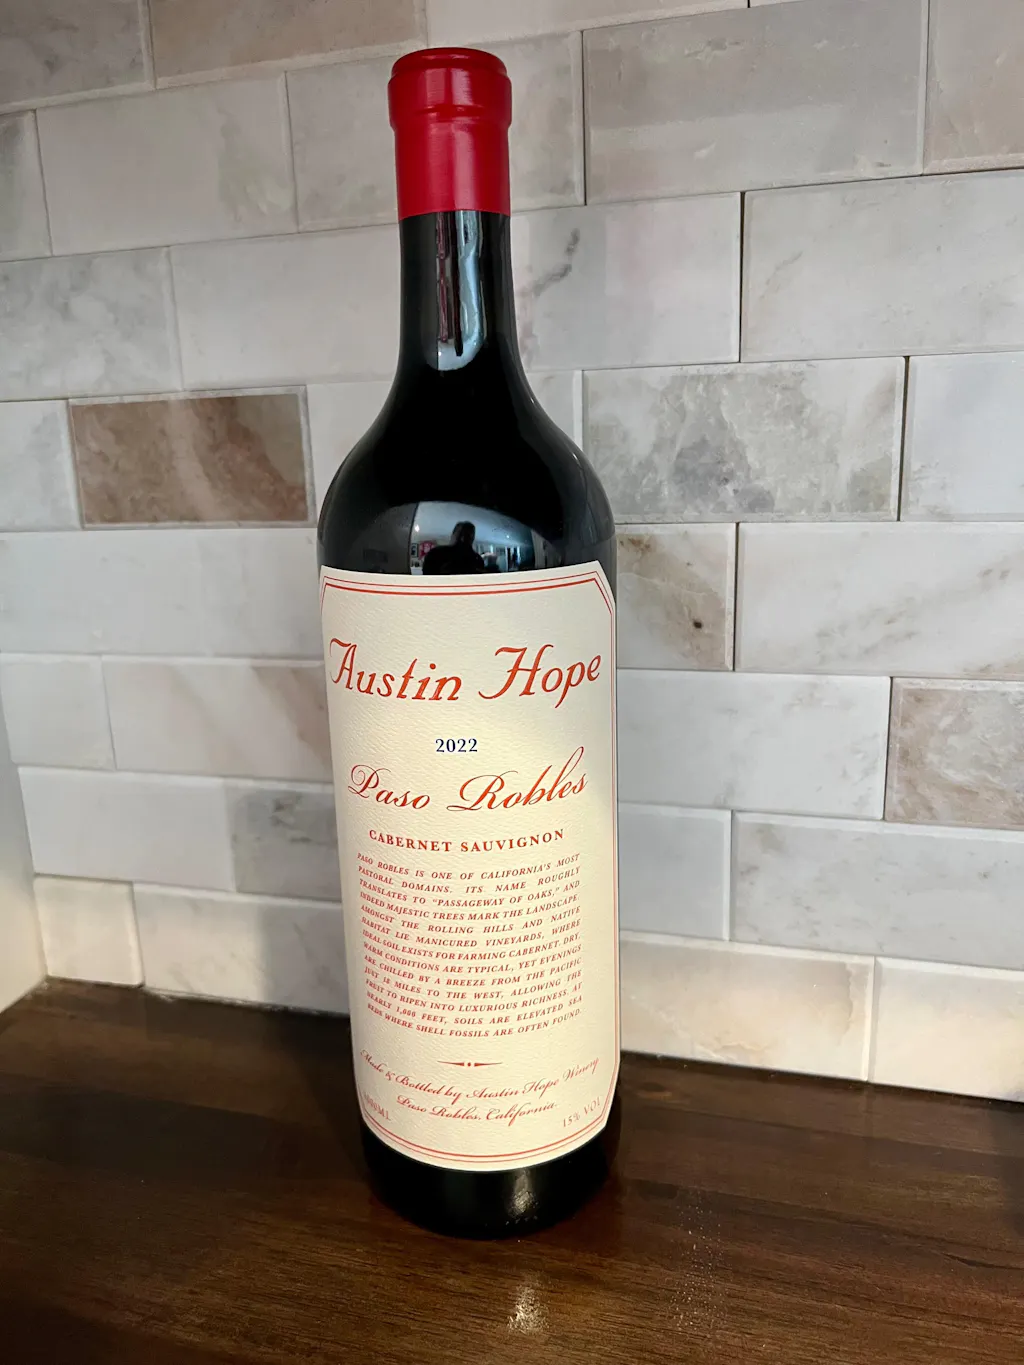 Austin Hope
2022
Paso Robles
CABERNET SAUVIGNON
PASO ROBLES IS ONE OF CALIFORNIA'S MOST
PASTORAL DOMAINS. ITS NAME ROUGHLY
TRANSLATES TO "PASSAGEWAY OF OAKS," AND
INDEED MAJESTIC TREES MARK THE LANDSCAPE.
AMONGST THE ROLLING HILLS AND NATIVE
HABITAT LIE MANICURED VINEYARDS, WHERE
IDEAL SOIL EXISTS FOR FARMING CABERNET. DRY,
WARM CONDITIONS ARE TYPICAL, YET EVENINGS
ARE CHILLED BY A BREEZE FROM THE PACIFIC
JUST 18 MILES TO THE WEST, ALLOWING THE
FRUIT TO RIPEN INTO LUXURIOUS RICHNESS. AT
NEARLY 1,000 FEET, SOILS ARE ELEVATED SEA
BEDS WHERE SHELL FOSSILS ARE OFTEN FOUND.
Made & Bottled by Austin Hope Winery
Paso Robles, California
15% VOL